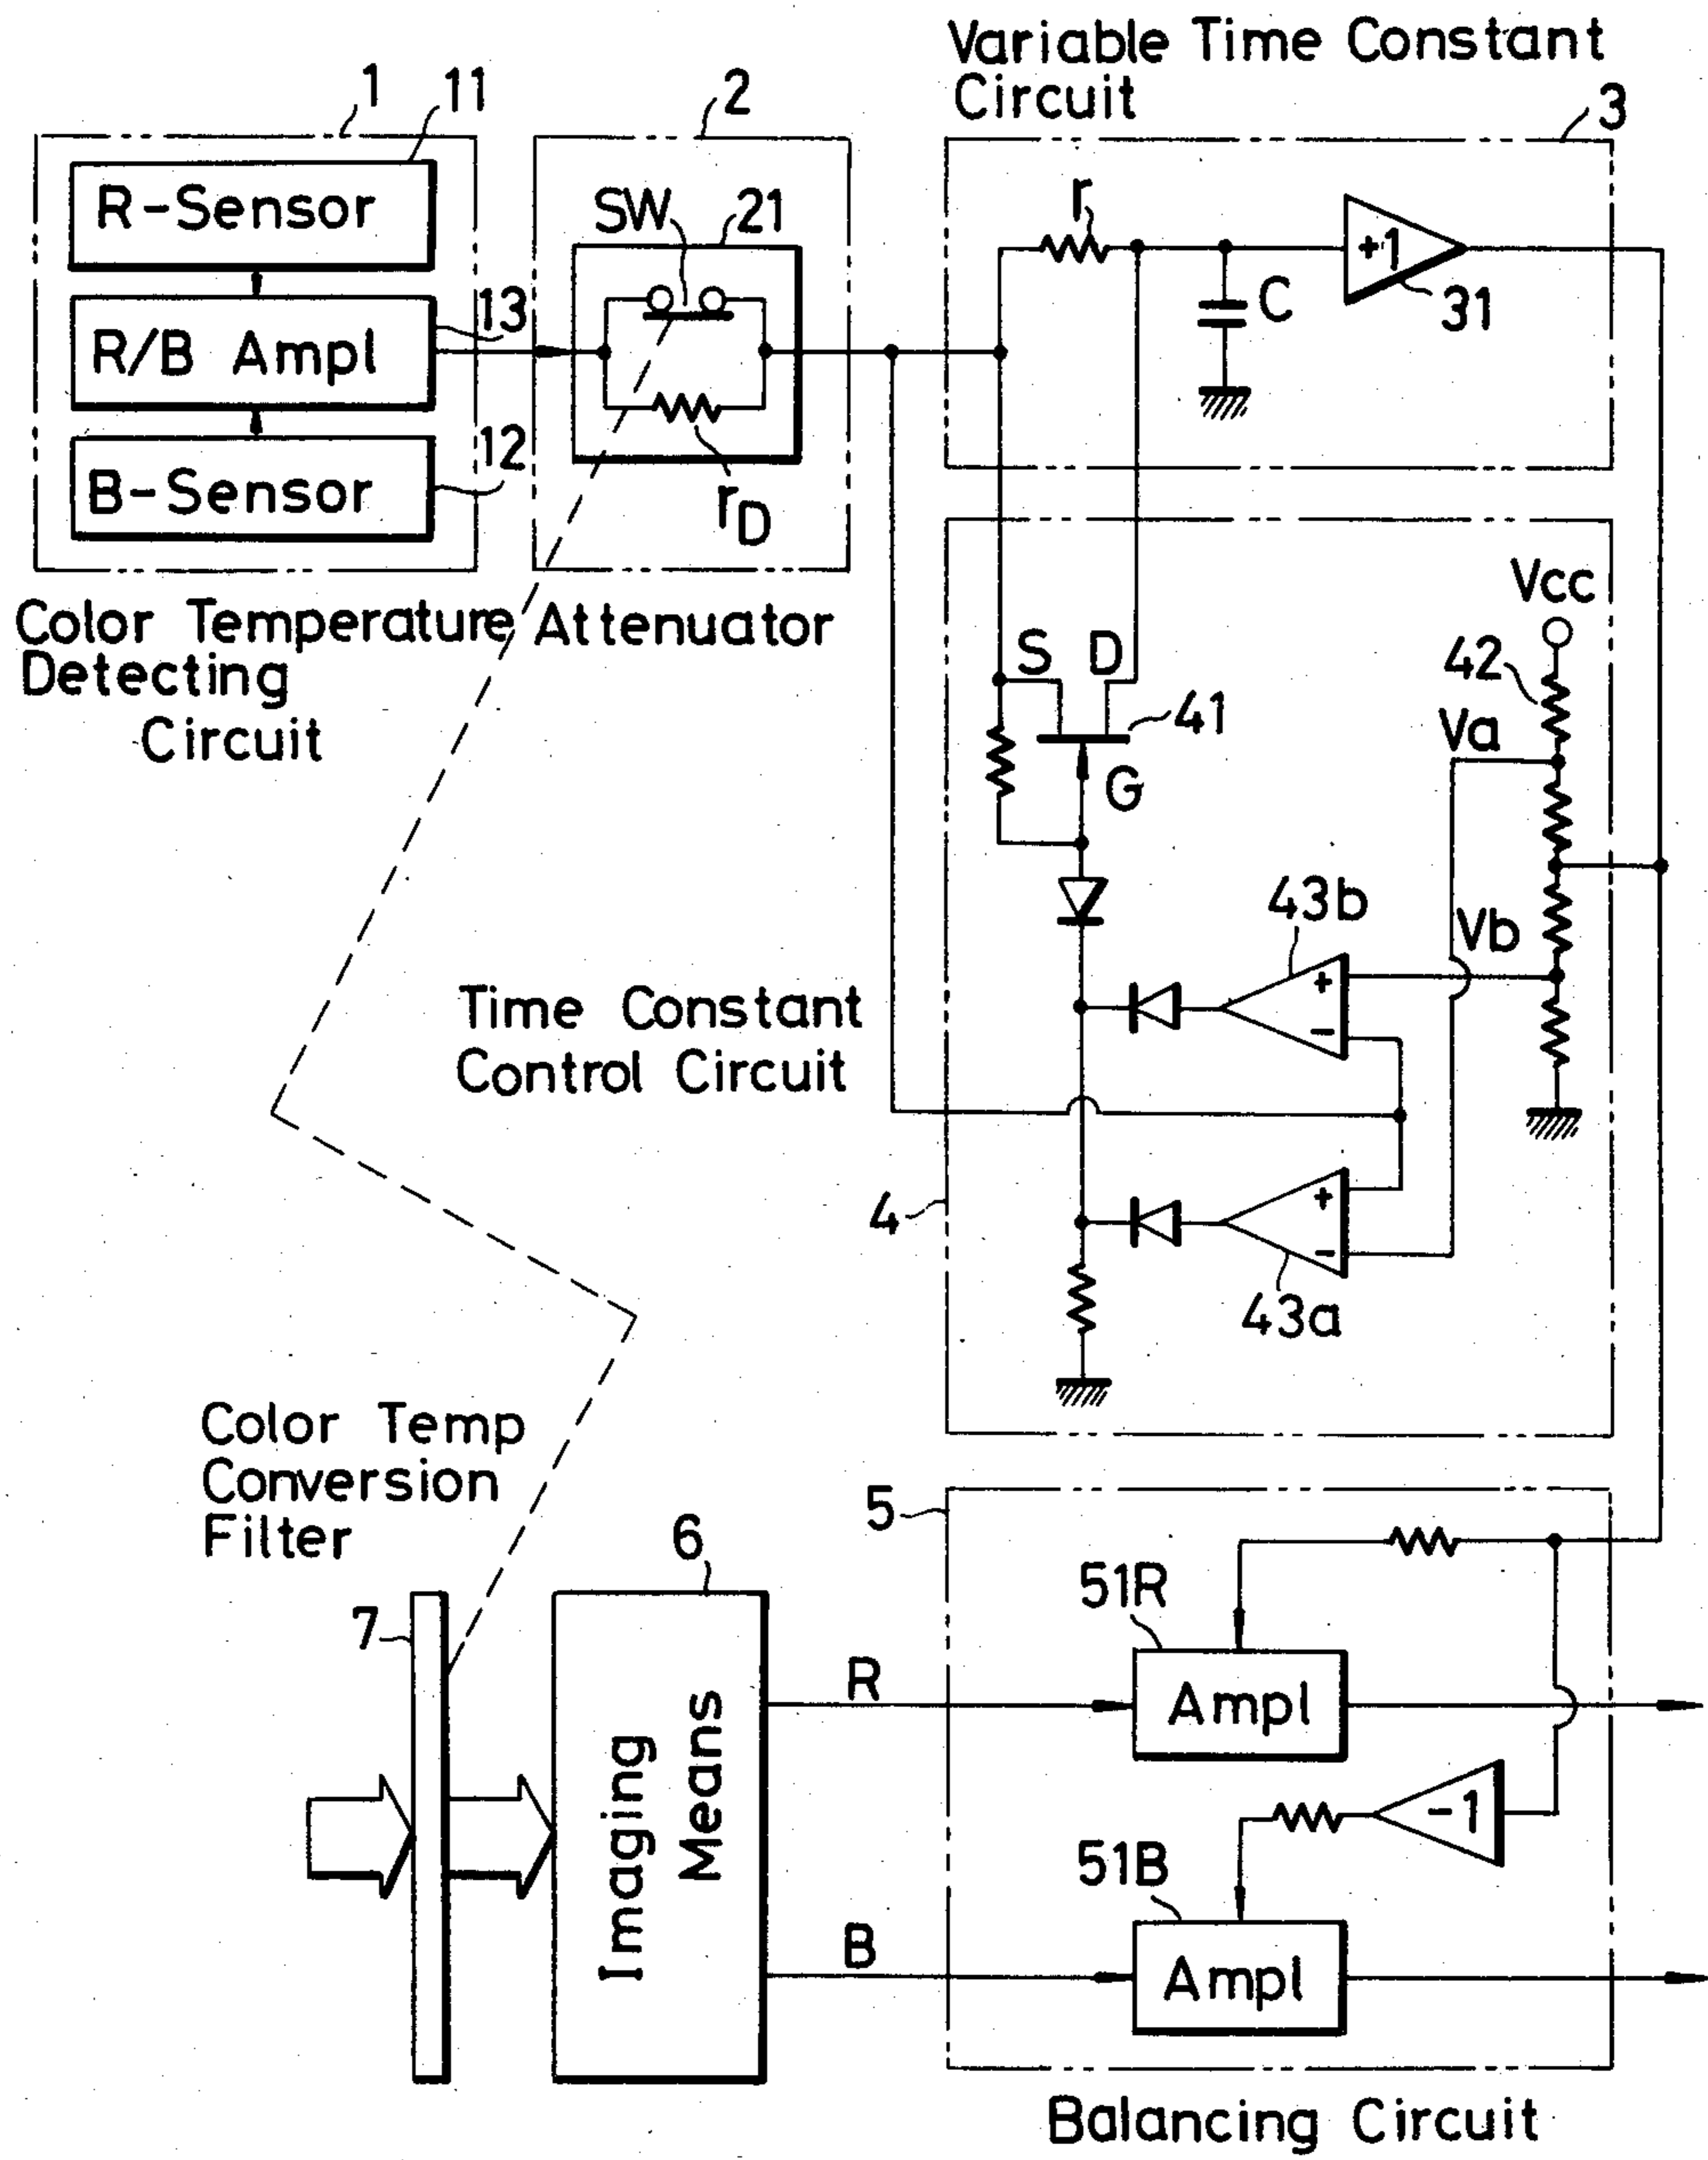 Variable Time Constant
Circuit
1
11
2
3
R-Sensor
SW
21
r
+1
31
C
13
R/B Ampl
12
B-Sensor
rD
Color Temperature
Detecting
Circuit
Attenuator
Vcc
42
S
D
41
Va
G
43b
Vb
+
-
Time Constant
Control Circuit
4
+
-
43a
Color Temp
Conversion
Filter
5
6
51R
7
R
Ampl
Imaging
Means
-1
51B
B
Ampl
Balancing Circuit